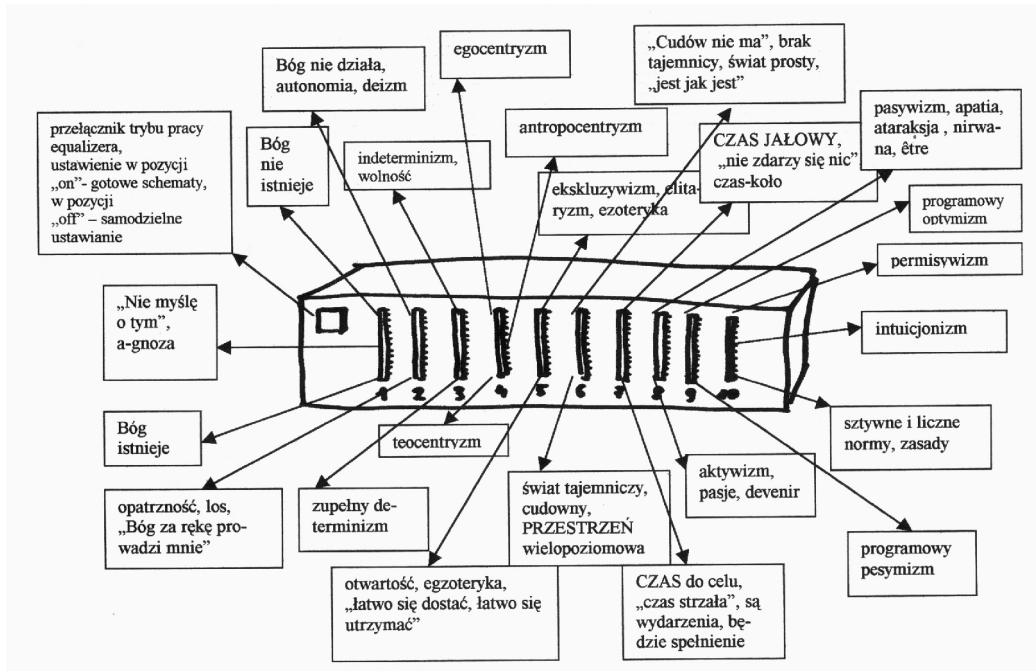 „Cudów nie ma”, brak
tajemnicy, świat prosty,
„jest jak jest”
egocentryzm
Bóg nie działa,
autonomia, deizm
pasywizm, apatia,
ataraksja , nirwa-
na, être
antropocentryzm
przełącznik trybu pracy
equalizera,
ustawienie w pozycji
„on”- gotowe schematy,
w pozycji
„off” – samodzielne
ustawianie
Bóg
nie
istnieje
indeterminizm,
wolność
CZAS JAŁOWY,
„nie zdarzy się nic”,
czas-koło
ekskluzywizm, elita-
ryzm, ezoteryka
programowy
optymizm
permisywizm
„Nie myślę
o tym”,
a-gnoza
intuicjonizm
1 2 3 4 5 6 7 8 9 10
Bóg
istnieje
teocentryzm
sztywne i liczne
normy, zasady
opatrzność, los,
„Bóg za rękę pro-
wadzi mnie”
zupełny de-
terminizm
świat tajemniczy,
cudowny,
PRZESTRZEŃ
wielopoziomowa
aktywizm,
pasje, devenir
programowy
pesymizm
otwartość, egzoteryka,
„łatwo się dostać, łatwo się
utrzymać”
CZAS do celu,
„czas strzała”, są
wydarzenia, bę-
dzie spełnienie